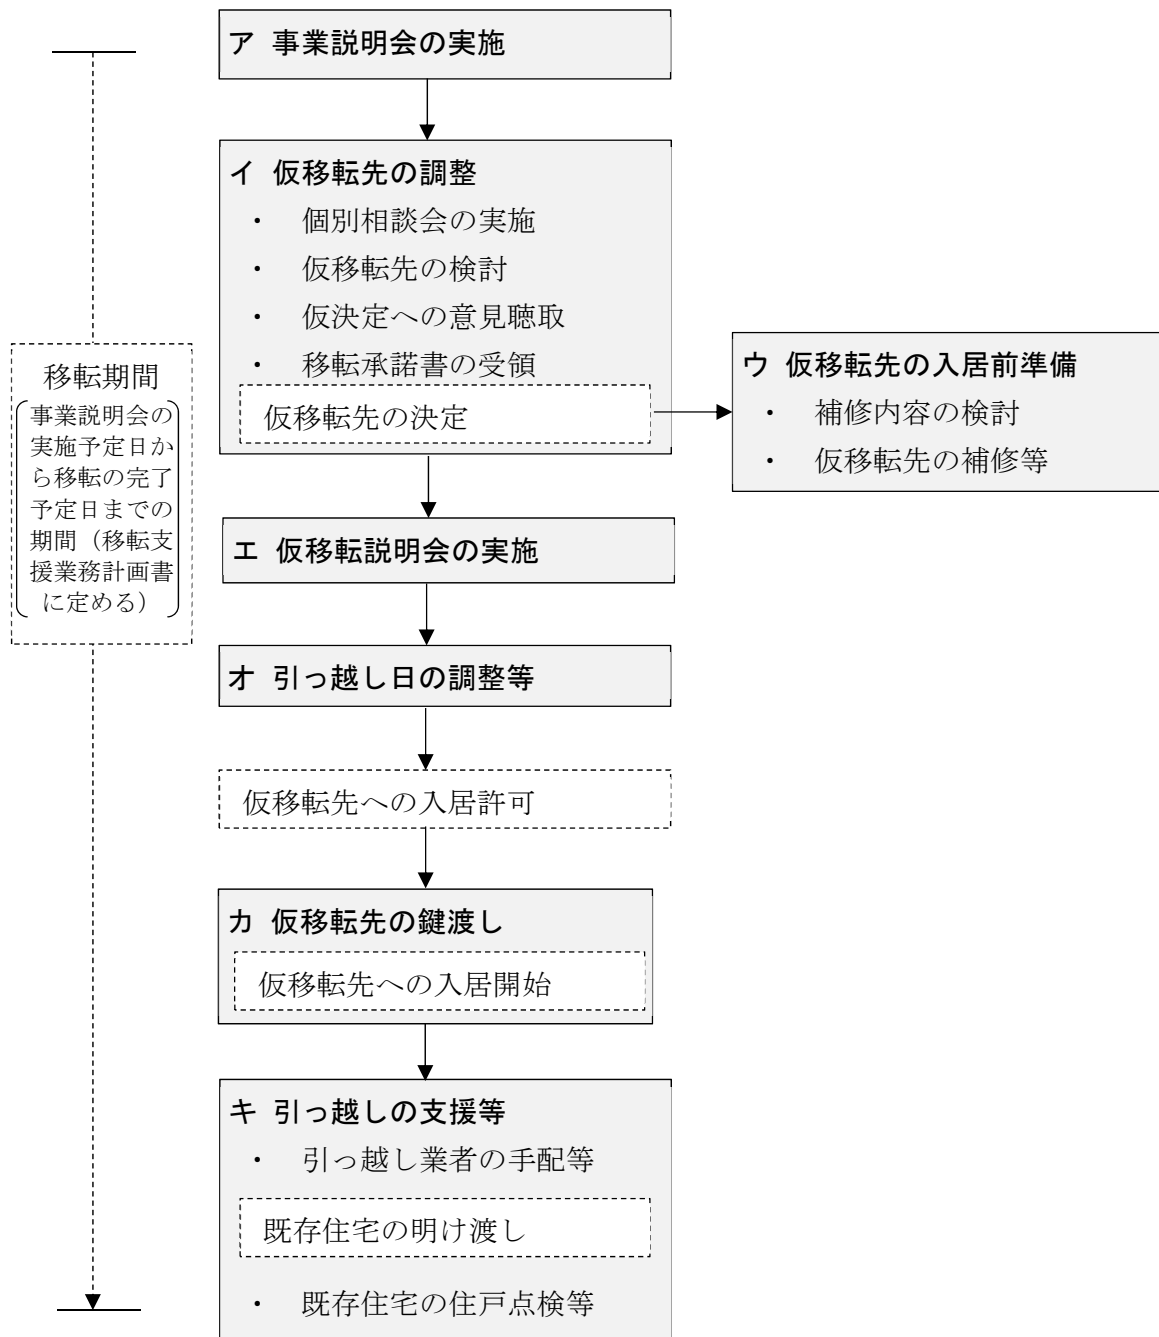 ア 事業説明会の実施
イ 仮移転先の調整
・ 個別相談会の実施
・ 仮移転先の検討
・ 仮決定への意見聴取
・ 移転承諾書の受領
仮移転先の決定
ウ 仮移転先の入居前準備
・ 補修内容の検討
・ 仮移転先の補修等
移転期間
事業説明会の
実施予定日か
ら移転の完了
予定日までの
期間（移転支
援業務計画書
に定める）
エ 仮移転説明会の実施
オ 引っ越し日の調整等
仮移転先への入居許可
カ 仮移転先の鍵渡し
仮移転先への入居開始
キ 引っ越しの支援等
・ 引っ越し業者の手配等
既存住宅の明け渡し
・ 既存住宅の住戸点検等